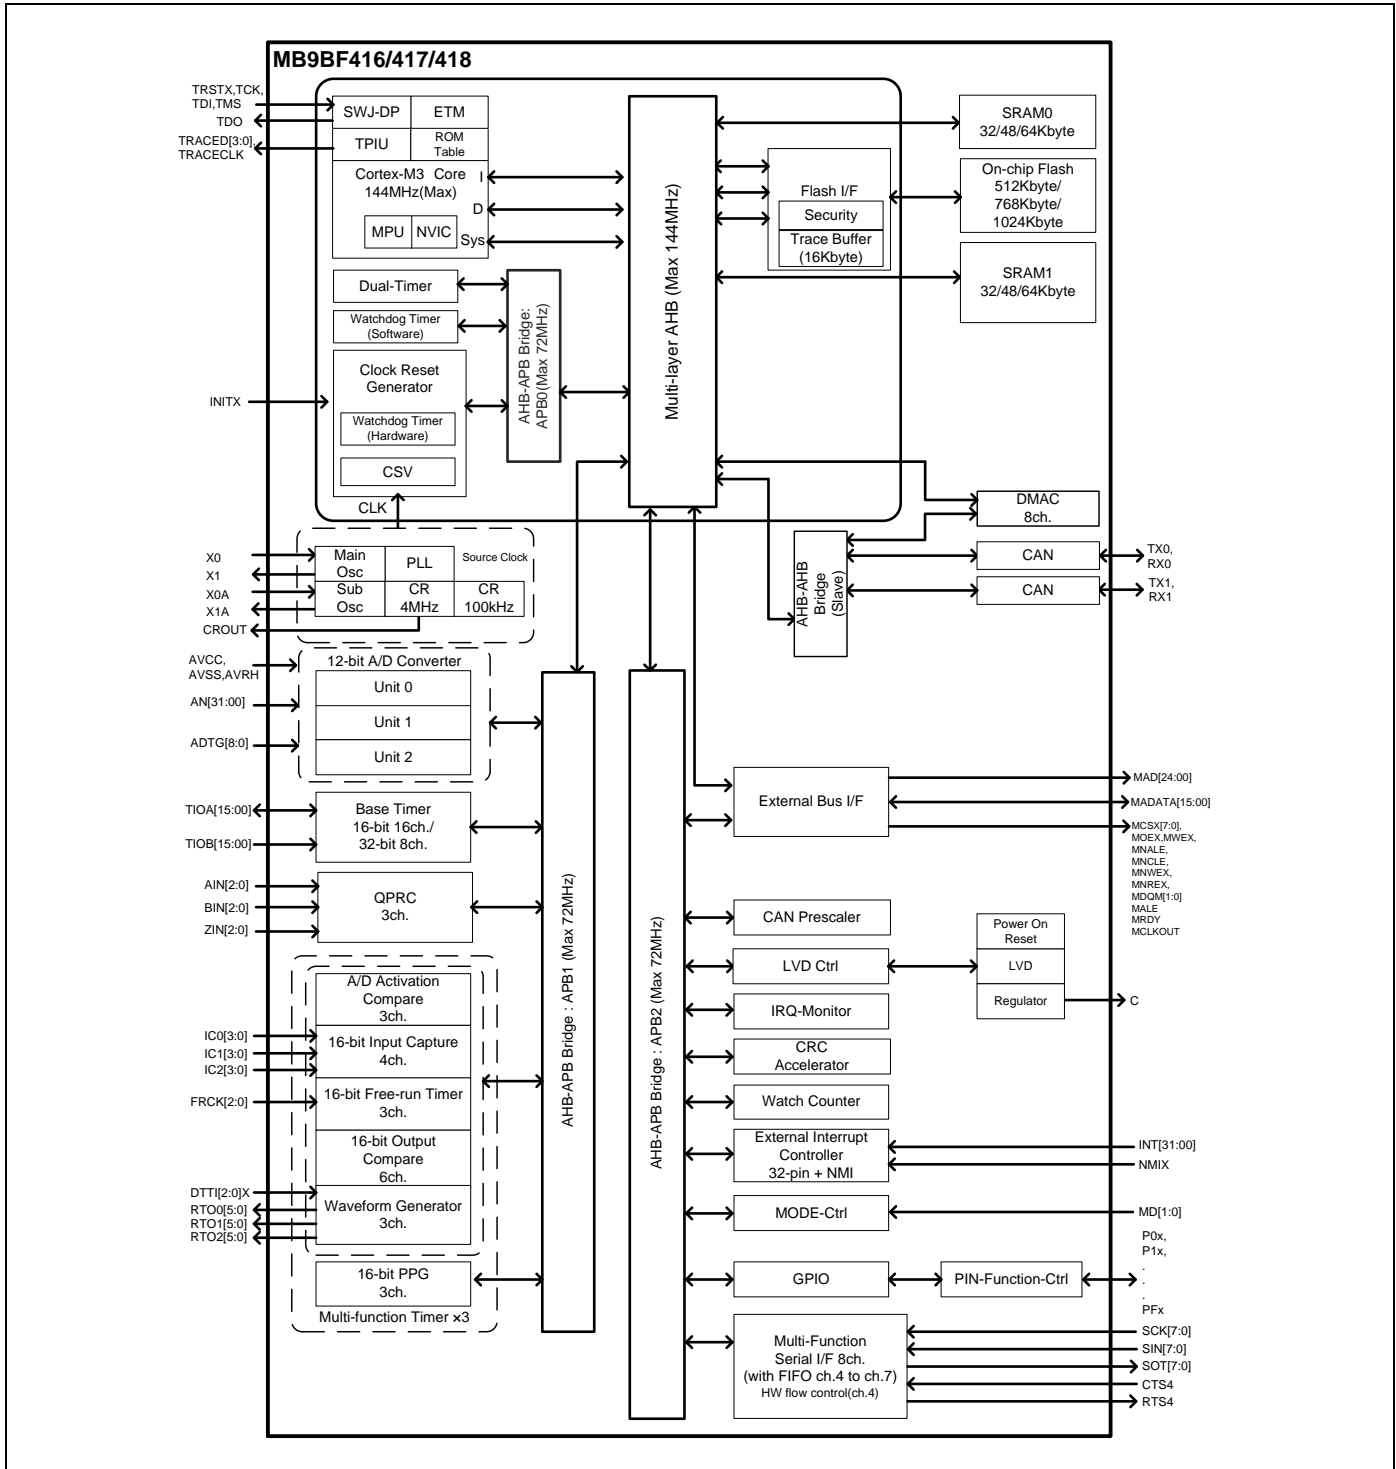 MB9BF416/417/418
TRSTX,TCK,
TDI,TMS
TDO
TRACED[3:0],
TRACECLK
SWJ-DP
ETM
TPIU
ROM
Table
Cortex-M3 Core
144MHz(Max)
I
D
Sys
MPU
NVIC
Dual-Timer
Watchdog Timer
(Software)
Clock Reset
Generator
Watchdog Timer
(Hardware)
CSV
CLK
INITX
AHB-APB Bridge:
APB0(Max 72MHz)
Multi-layer AHB (Max 144MHz)
Flash I/F
Security
Trace Buffer
(16Kbyte)
SRAM0
32/48/64Kbyte
On-chip Flash
512Kbyte/
768Kbyte/
1024Kbyte
SRAM1
32/48/64Kbyte
DMAC
8ch.
AHB-AHB
Bridge
(Slave)
CAN
TX0,
RX0
CAN
TX1,
RX1
X0
X1
X0A
X1A
CROUT
Main
Osc
PLL
Source Clock
Sub
Osc
CR
4MHz
CR
100kHz
AVCC,
AVSS,AVRH
AN[31:00]
ADTG[8:0]
12-bit A/D Converter
Unit 0
Unit 1
Unit 2
TIOA[15:00]
TIOB[15:00]
Base Timer
16-bit 16ch./
32-bit 8ch.
AIN[2:0]
BIN[2:0]
ZIN[2:0]
QPRC
3ch.
A/D Activation
Compare
3ch.
IC0[3:0]
IC1[3:0]
IC2[3:0]
16-bit Input Capture
4ch.
FRCK[2:0]
16-bit Free-run Timer
3ch.
16-bit Output
Compare
6ch.
DTTI[2:0]X
RTO0[5:0]
RTO1[5:0]
RTO2[5:0]
Waveform Generator
3ch.
16-bit PPG
3ch.
Multi-function Timer ×3
AHB-APB Bridge : APB1 (Max 72MHz)
AHB-APB Bridge : APB2 (Max 72MHz)
External Bus I/F
MAD[24:00]
MADATA[15:00]
MCSX[7:0],
MOEX,MWEX,
MNALE,
MNCLE,
MNWEX,
MNREX,
MDQM[1:0]
MALE
MRDY
MCLKOUT
CAN Prescaler
LVD Ctrl
Power On
Reset
LVD
Regulator
C
IRQ-Monitor
CRC
Accelerator
Watch Counter
External Interrupt
Controller
32-pin + NMI
INT[31:00]
NMIX
MODE-Ctrl
MD[1:0]
GPIO
PIN-Function-Ctrl
P0x,
P1x,
.
.
.
PFx
Multi-Function
Serial I/F 8ch.
(with FIFO ch.4 to ch.7)
HW flow control(ch.4)
SCK[7:0]
SIN[7:0]
SOT[7:0]
CTS4
RTS4